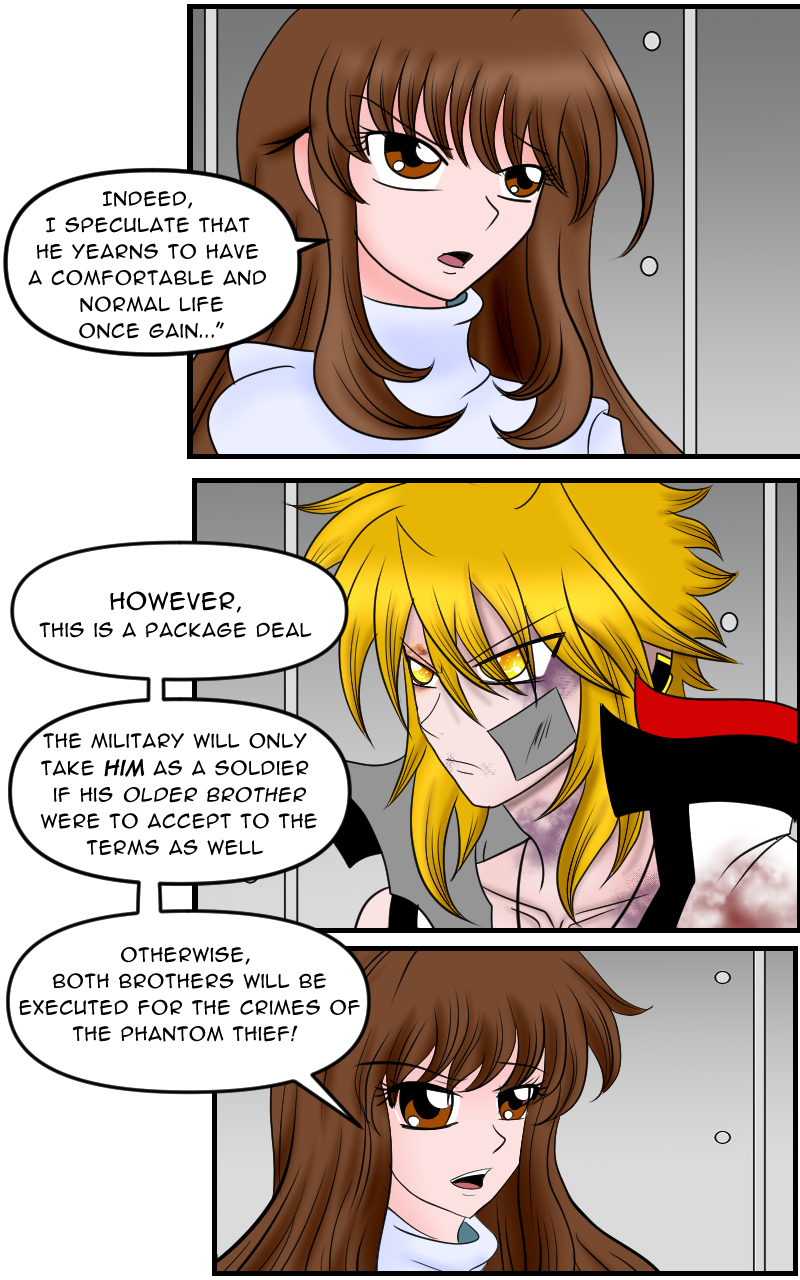 INDEED,
I SPECULATE THAT
HE YEARNS TO HAVE
A COMFORTABLE AND
NORMAL LIFE
ONCE GAIN..."
HOWEVER,
THIS IS A PACKAGE DEAL
THE MILITARY WILL ONLY
TAKE HIM AS A SOLDIER
IF HIS OLDER BROTHER
WERE TO ACCEPT TO THE
TERMS AS WELL
OTHERWISE,
BOTH BROTHERS WILL BE
EXECUTED FOR THE CRIMES OF
THE PHANTOM THIEF!